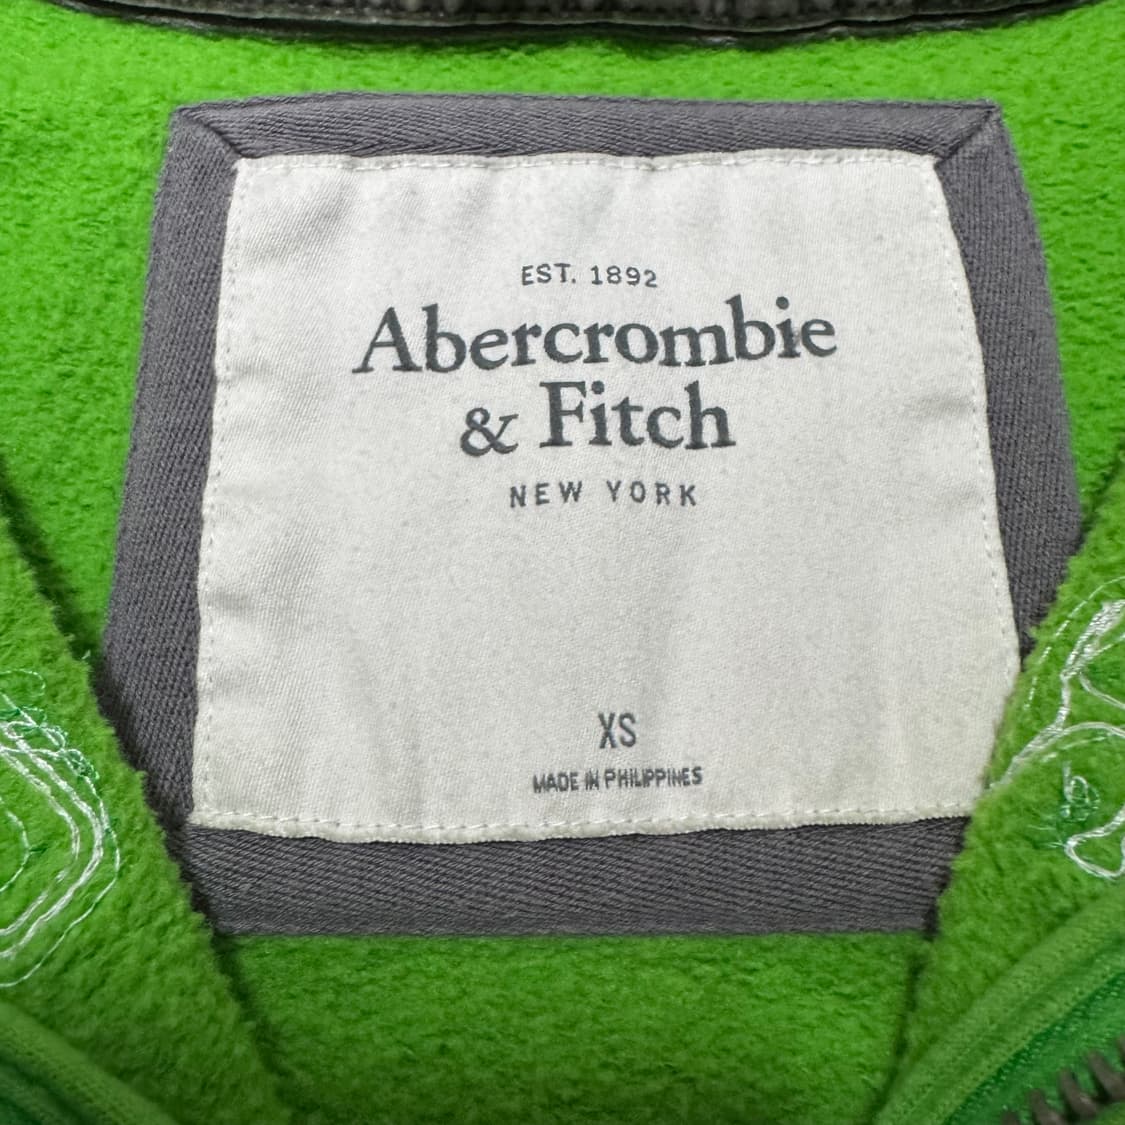 EST. 1892
Abercrombie
& Fitch
NEW YORK
XS
MADE IN PHILIPPINES